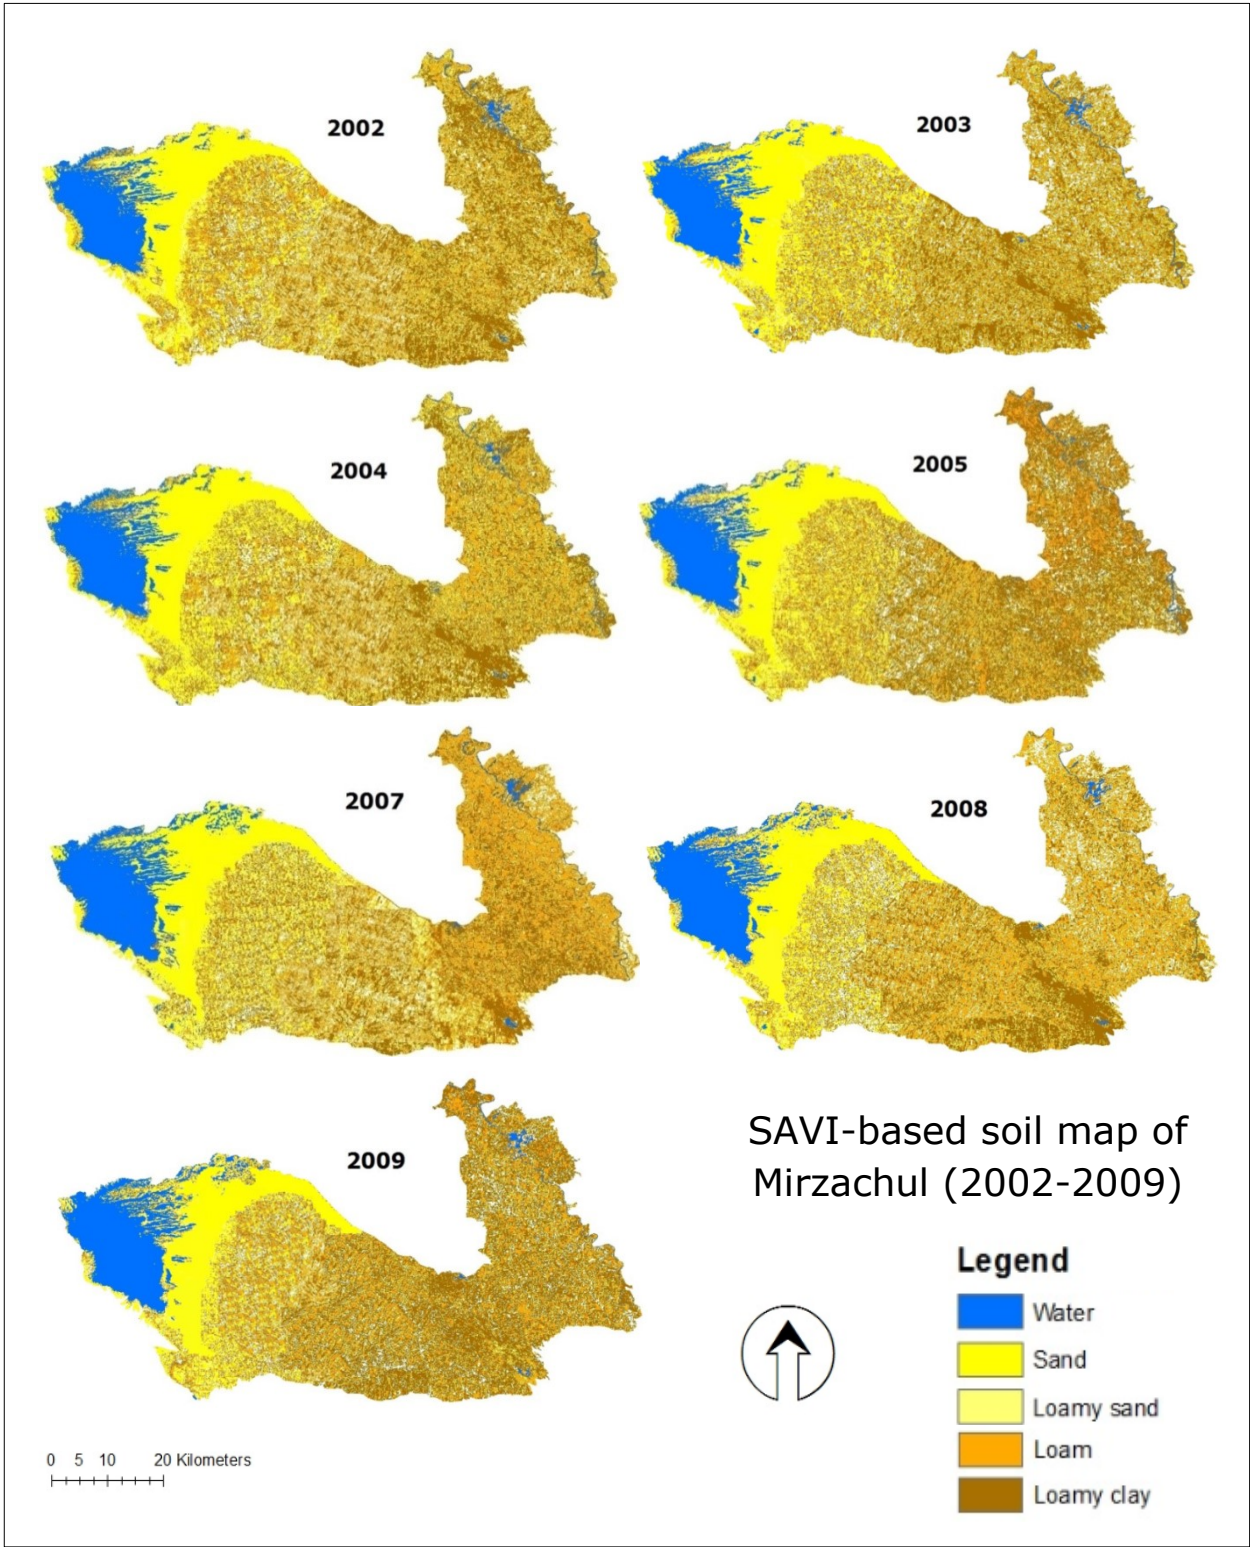 2002
2003
2004
2005
2007
2008
2009
SAVI-based soil map of
Mirzachul (2002-2009)
Legend
Water
Sand
Loamy sand
Loam
Loamy clay
0 5 10 20 Kilometers